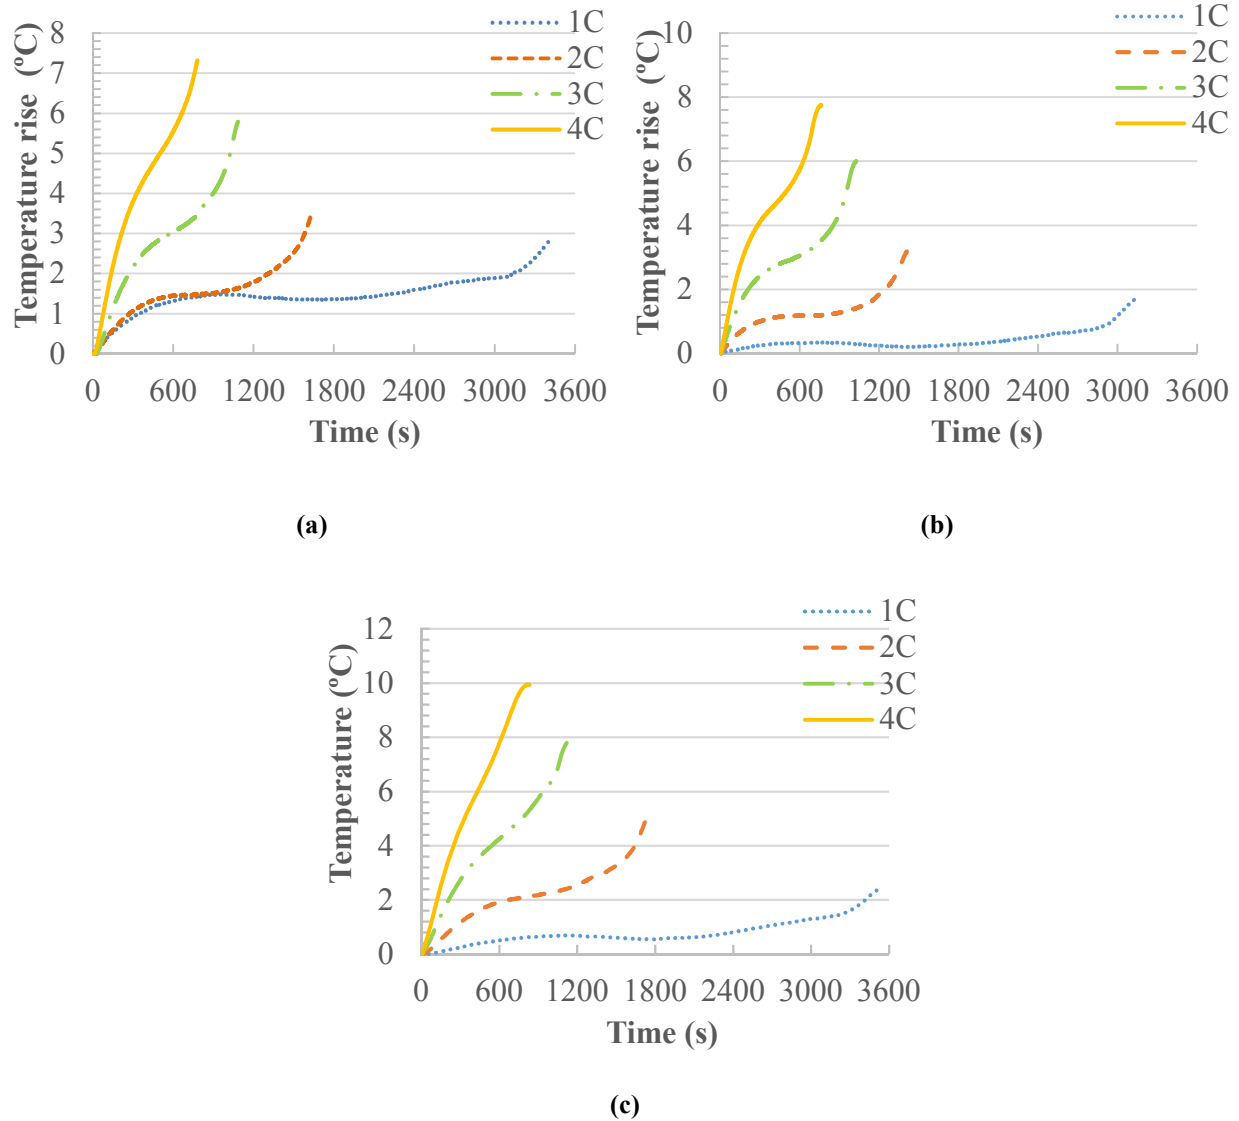 1C
2C
3C
4C
Temperature rise (ºC)
8
7
6
5
4
3
2
1
0
0 600 1200 1800 2400 3000 3600
Time (s)
(a)
1C
2C
3C
4C
Temperature rise (ºC)
10
8
6
4
2
0
0 600 1200 1800 2400 3000 3600
Time (s)
(b)
1C
2C
3C
4C
Temperature (ºC)
12
10
8
6
4
2
0
0 600 1200 1800 2400 3000 3600
Time (s)
(c)